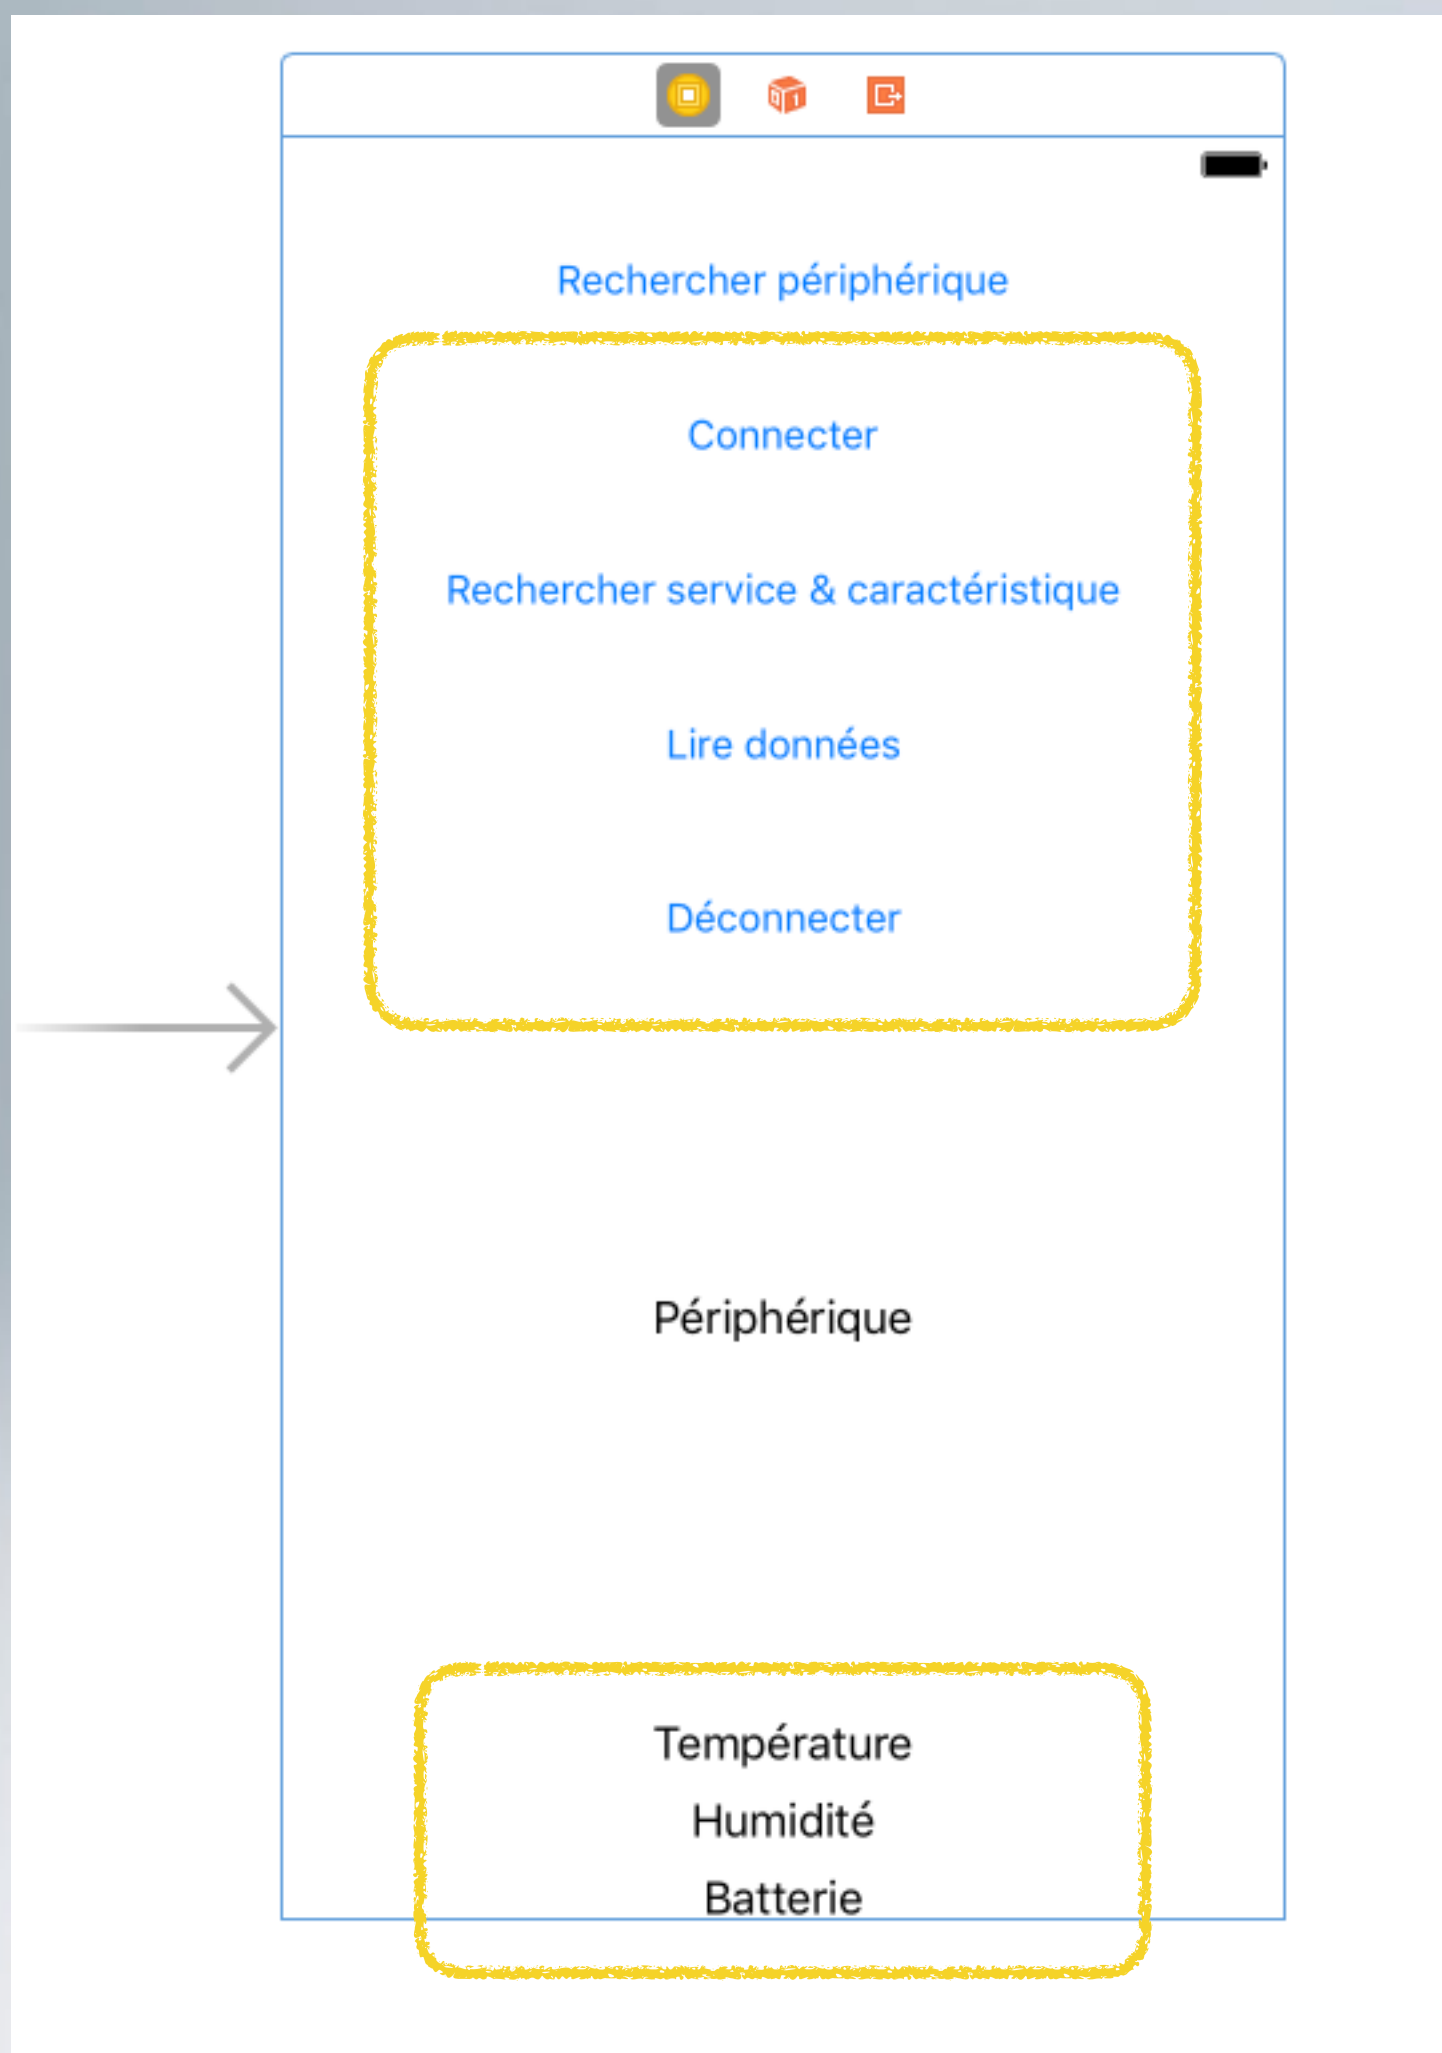 Rechercher périphérique
Connecter
Rechercher service & caractéristique
Lire données
Déconnecter
Périphérique
Température
Humidité
Batterie